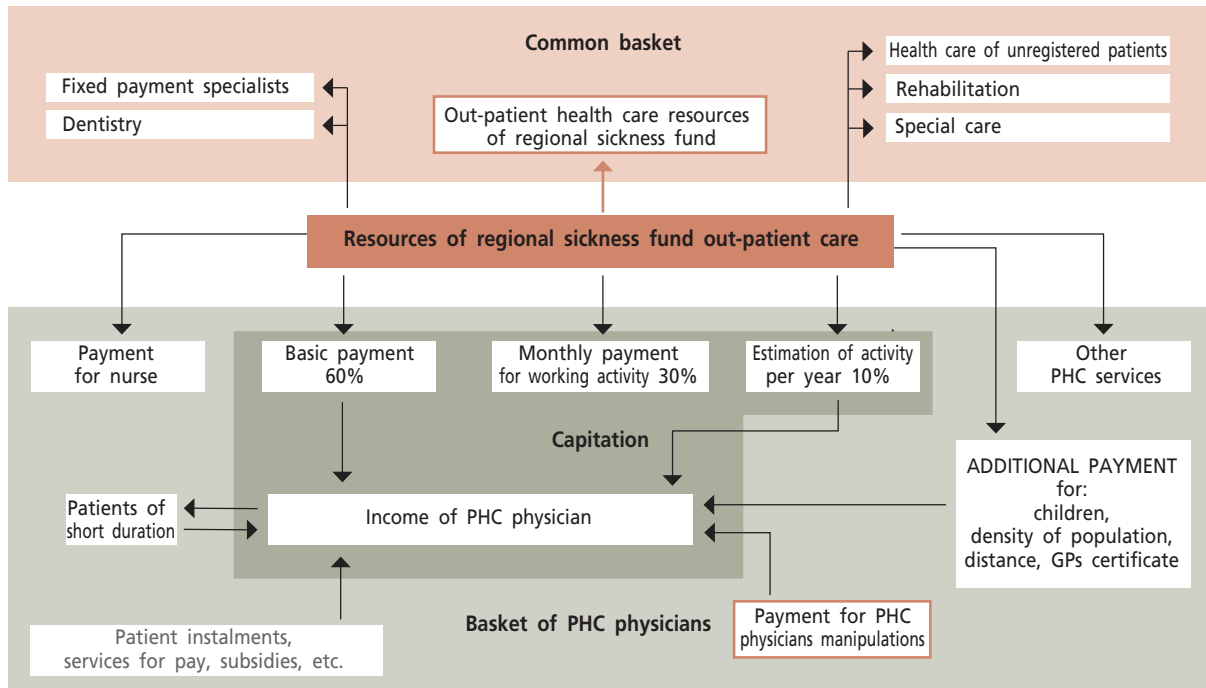 Common basket
Fixed payment specialists
Dentistry
Out-patient health care resources
of regional sickness fund
Health care of unregistered patients
Rehabilitation
Special care
Resources of regional sickness fund out-patient care
Payment
for nurse
Basic payment
60%
Monthly payment
for working activity 30%
Estimation of activity
per year 10%
Other
PHC services
Capitation
ADDITIONAL PAYMENT
for:
children,
density of population,
distance, GPs certificate
Patients of
short duration
Income of PHC physician
Patient instalments,
services for pay, subsidies, etc.
Basket of PHC physicians
Payment for PHC
physicians manipulations